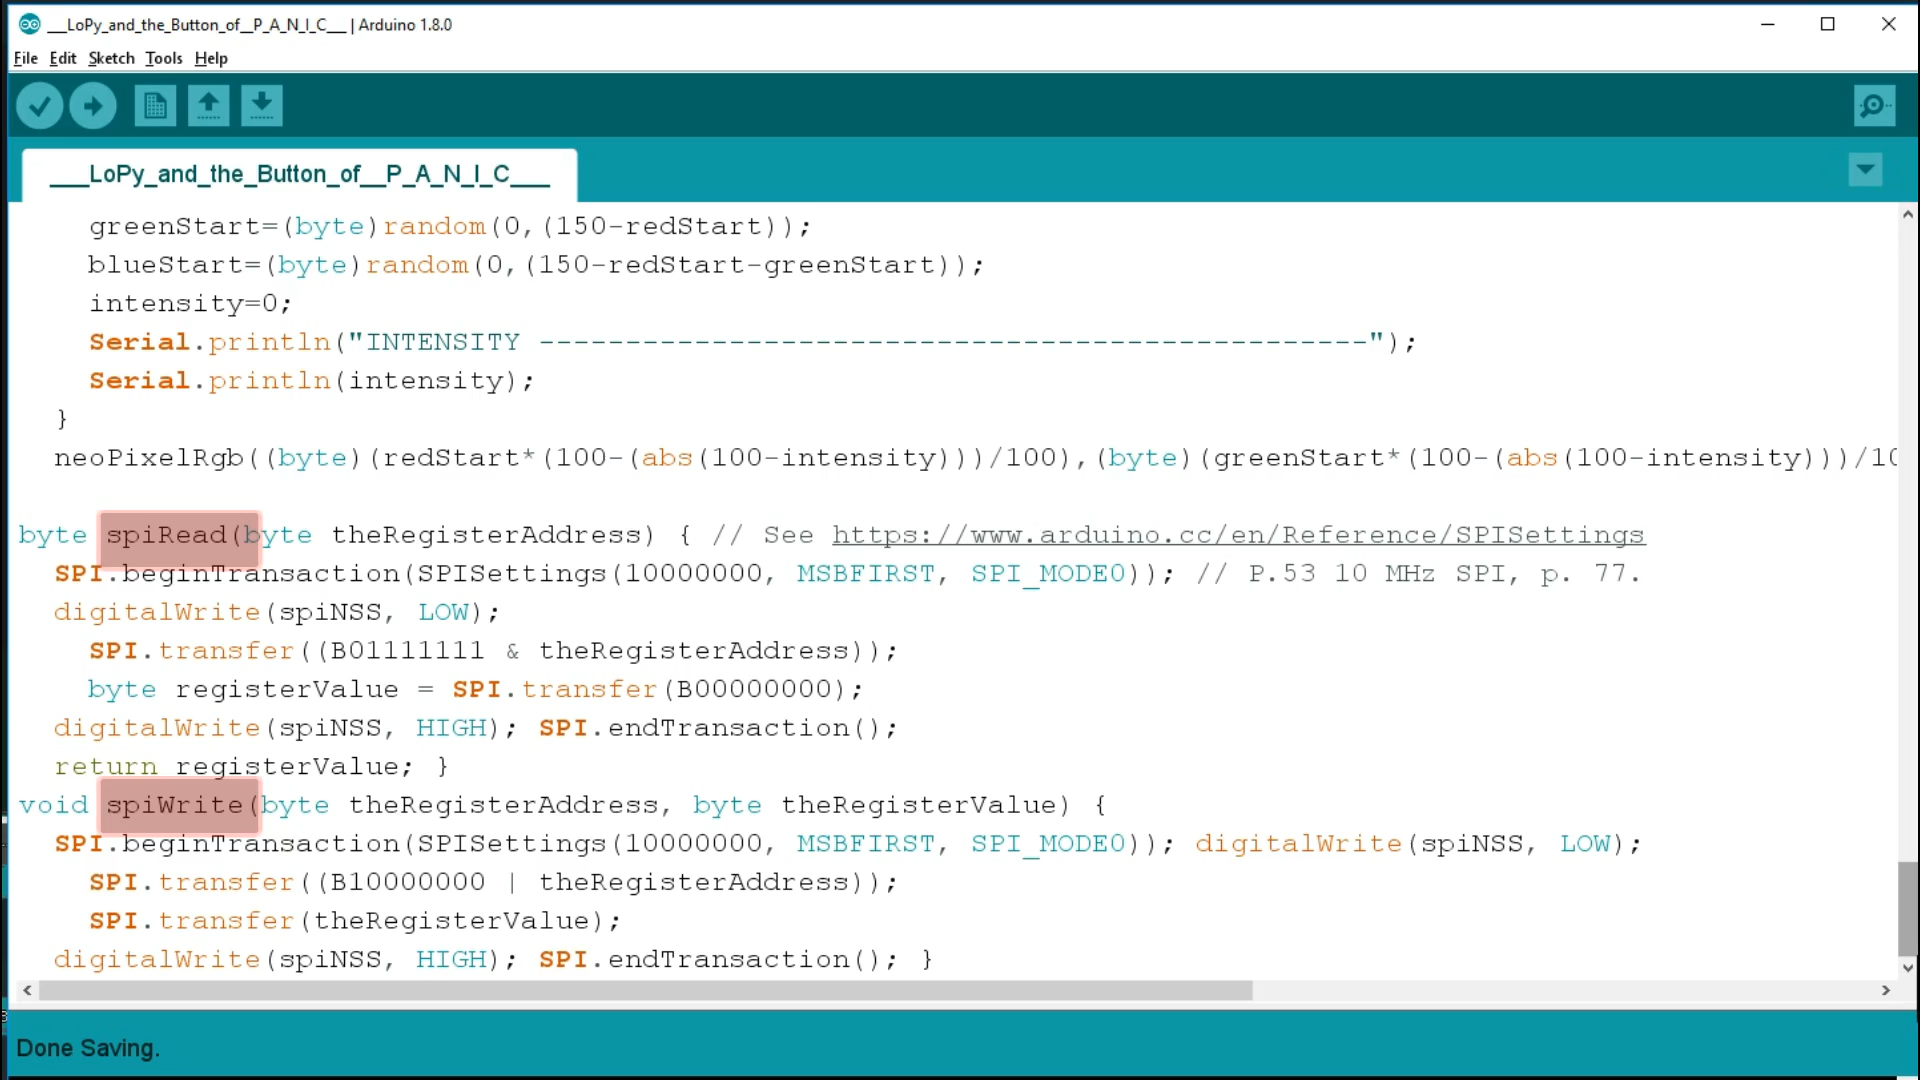 ___LoPy_and_the_Button_of__P_A_N_I_C___ | Arduino 1.8.0
File Edit Sketch Tools Help
___LoPy_and_the_Button_of__P_A_N_I_C___
greenStart=(byte)random(0,(150-redStart));
blueStart=(byte)random(0,(150-redStart-greenStart));
intensity=0;
Serial.println("INTENSITY ------------------------------------------------");
Serial.println(intensity);
}
neoPixelRgb((byte)(redStart*(100-(abs(100-intensity)))/100),(byte)(greenStart*(100-(abs(100-intensity)))/10
byte spiRead(byte theRegisterAddress) { // See https://www.arduino.cc/en/Reference/SPISettings
SPI.beginTransaction(SPISettings(10000000, MSBFIRST, SPI_MODE0)); // P.53 10 MHz SPI, p. 77.
digitalWrite(spiNSS, LOW);
SPI.transfer((B01111111 & theRegisterAddress));
byte registerValue = SPI.transfer(B00000000);
digitalWrite(spiNSS, HIGH); SPI.endTransaction();
return registerValue; }
void spiWrite(byte theRegisterAddress, byte theRegisterValue) {
SPI.beginTransaction(SPISettings(10000000, MSBFIRST, SPI_MODE0)); digitalWrite(spiNSS, LOW);
SPI.transfer((B10000000 | theRegisterAddress));
SPI.transfer(theRegisterValue);
digitalWrite(spiNSS, HIGH); SPI.endTransaction(); }
Done Saving.